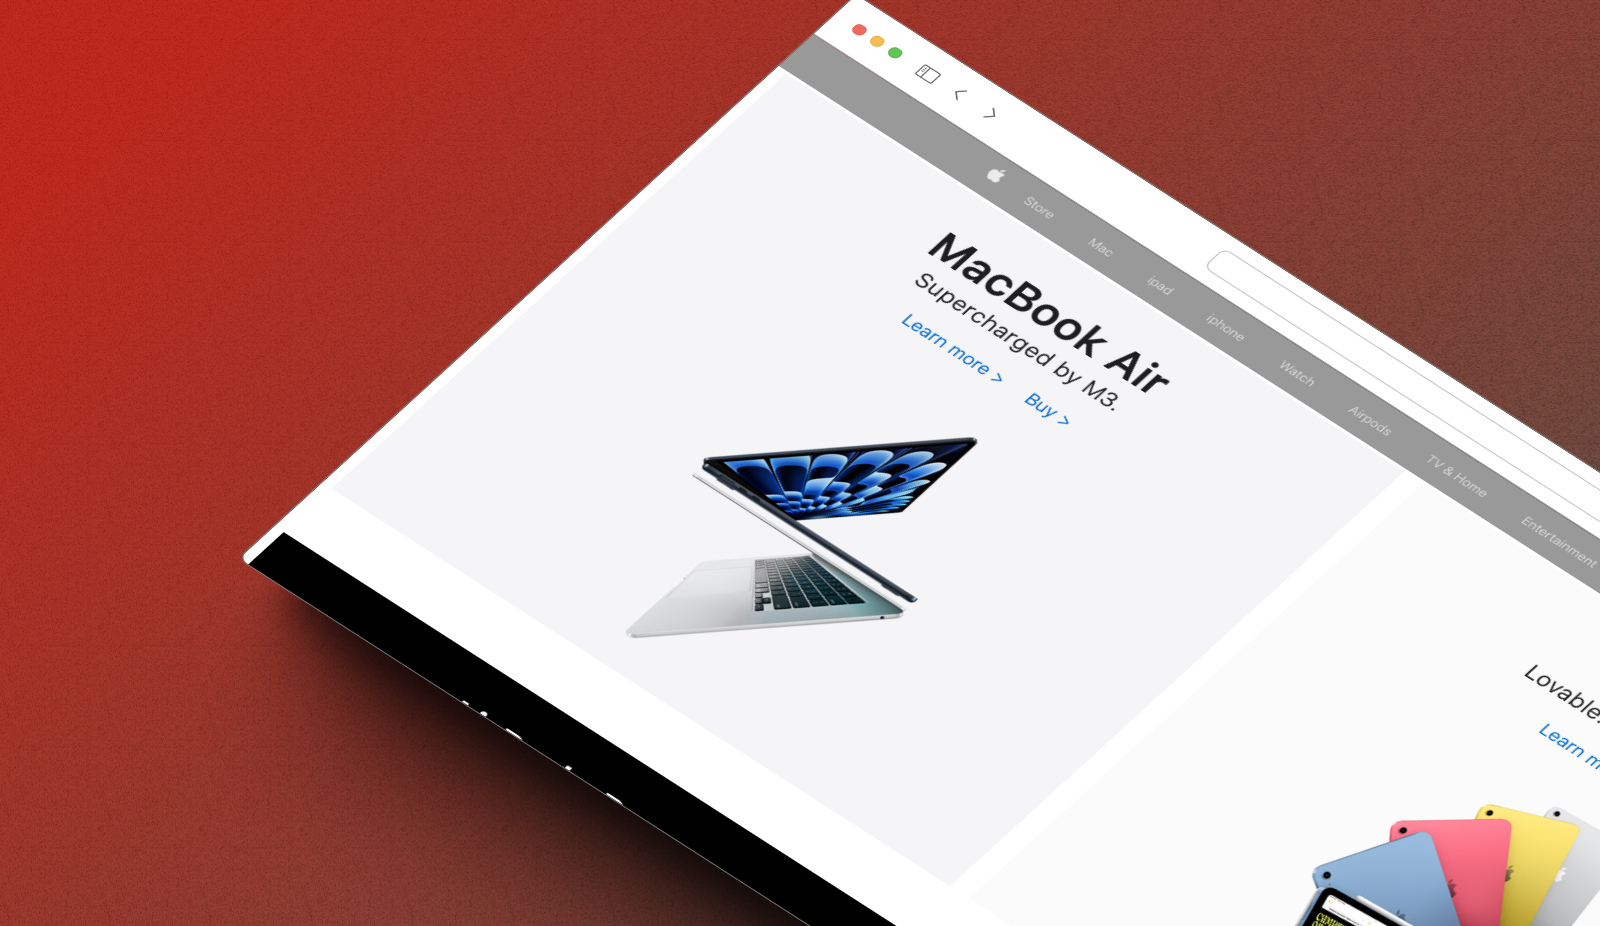 Store
Mac
ipad
iphone
Watch
Airpods
TV & Home
Entertainment
MacBook Air
Supercharged by M3.
Learn more >
Buy >
Lovable.
Learn